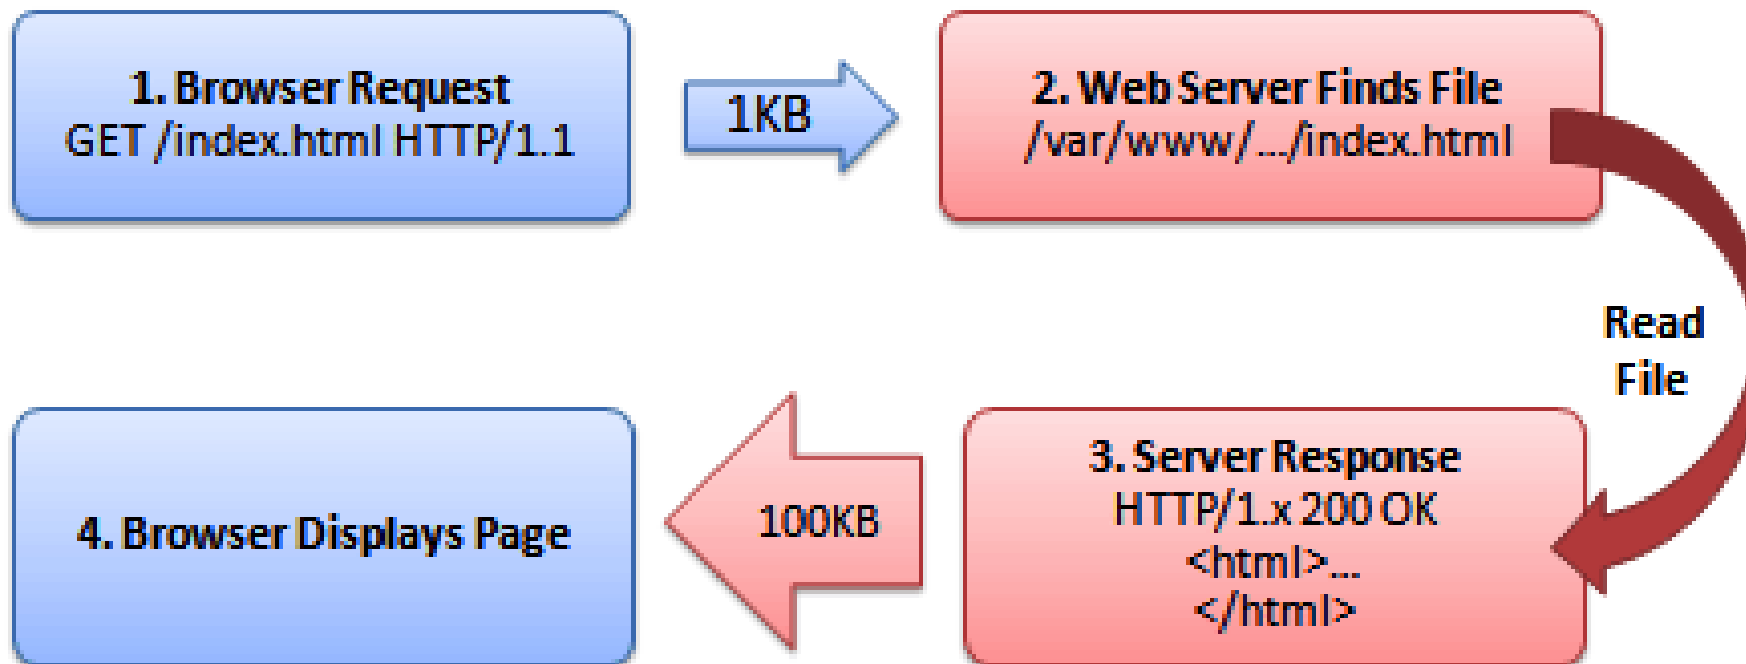 1. Browser Request
GET /index.html HTTP/1.1
1KB
2. Web Server Finds File
/var/www/.../index.html
Read
File
3. Server Response
HTTP/1.x 200 OK
<html>...
</html>
100KB
4. Browser Displays Page